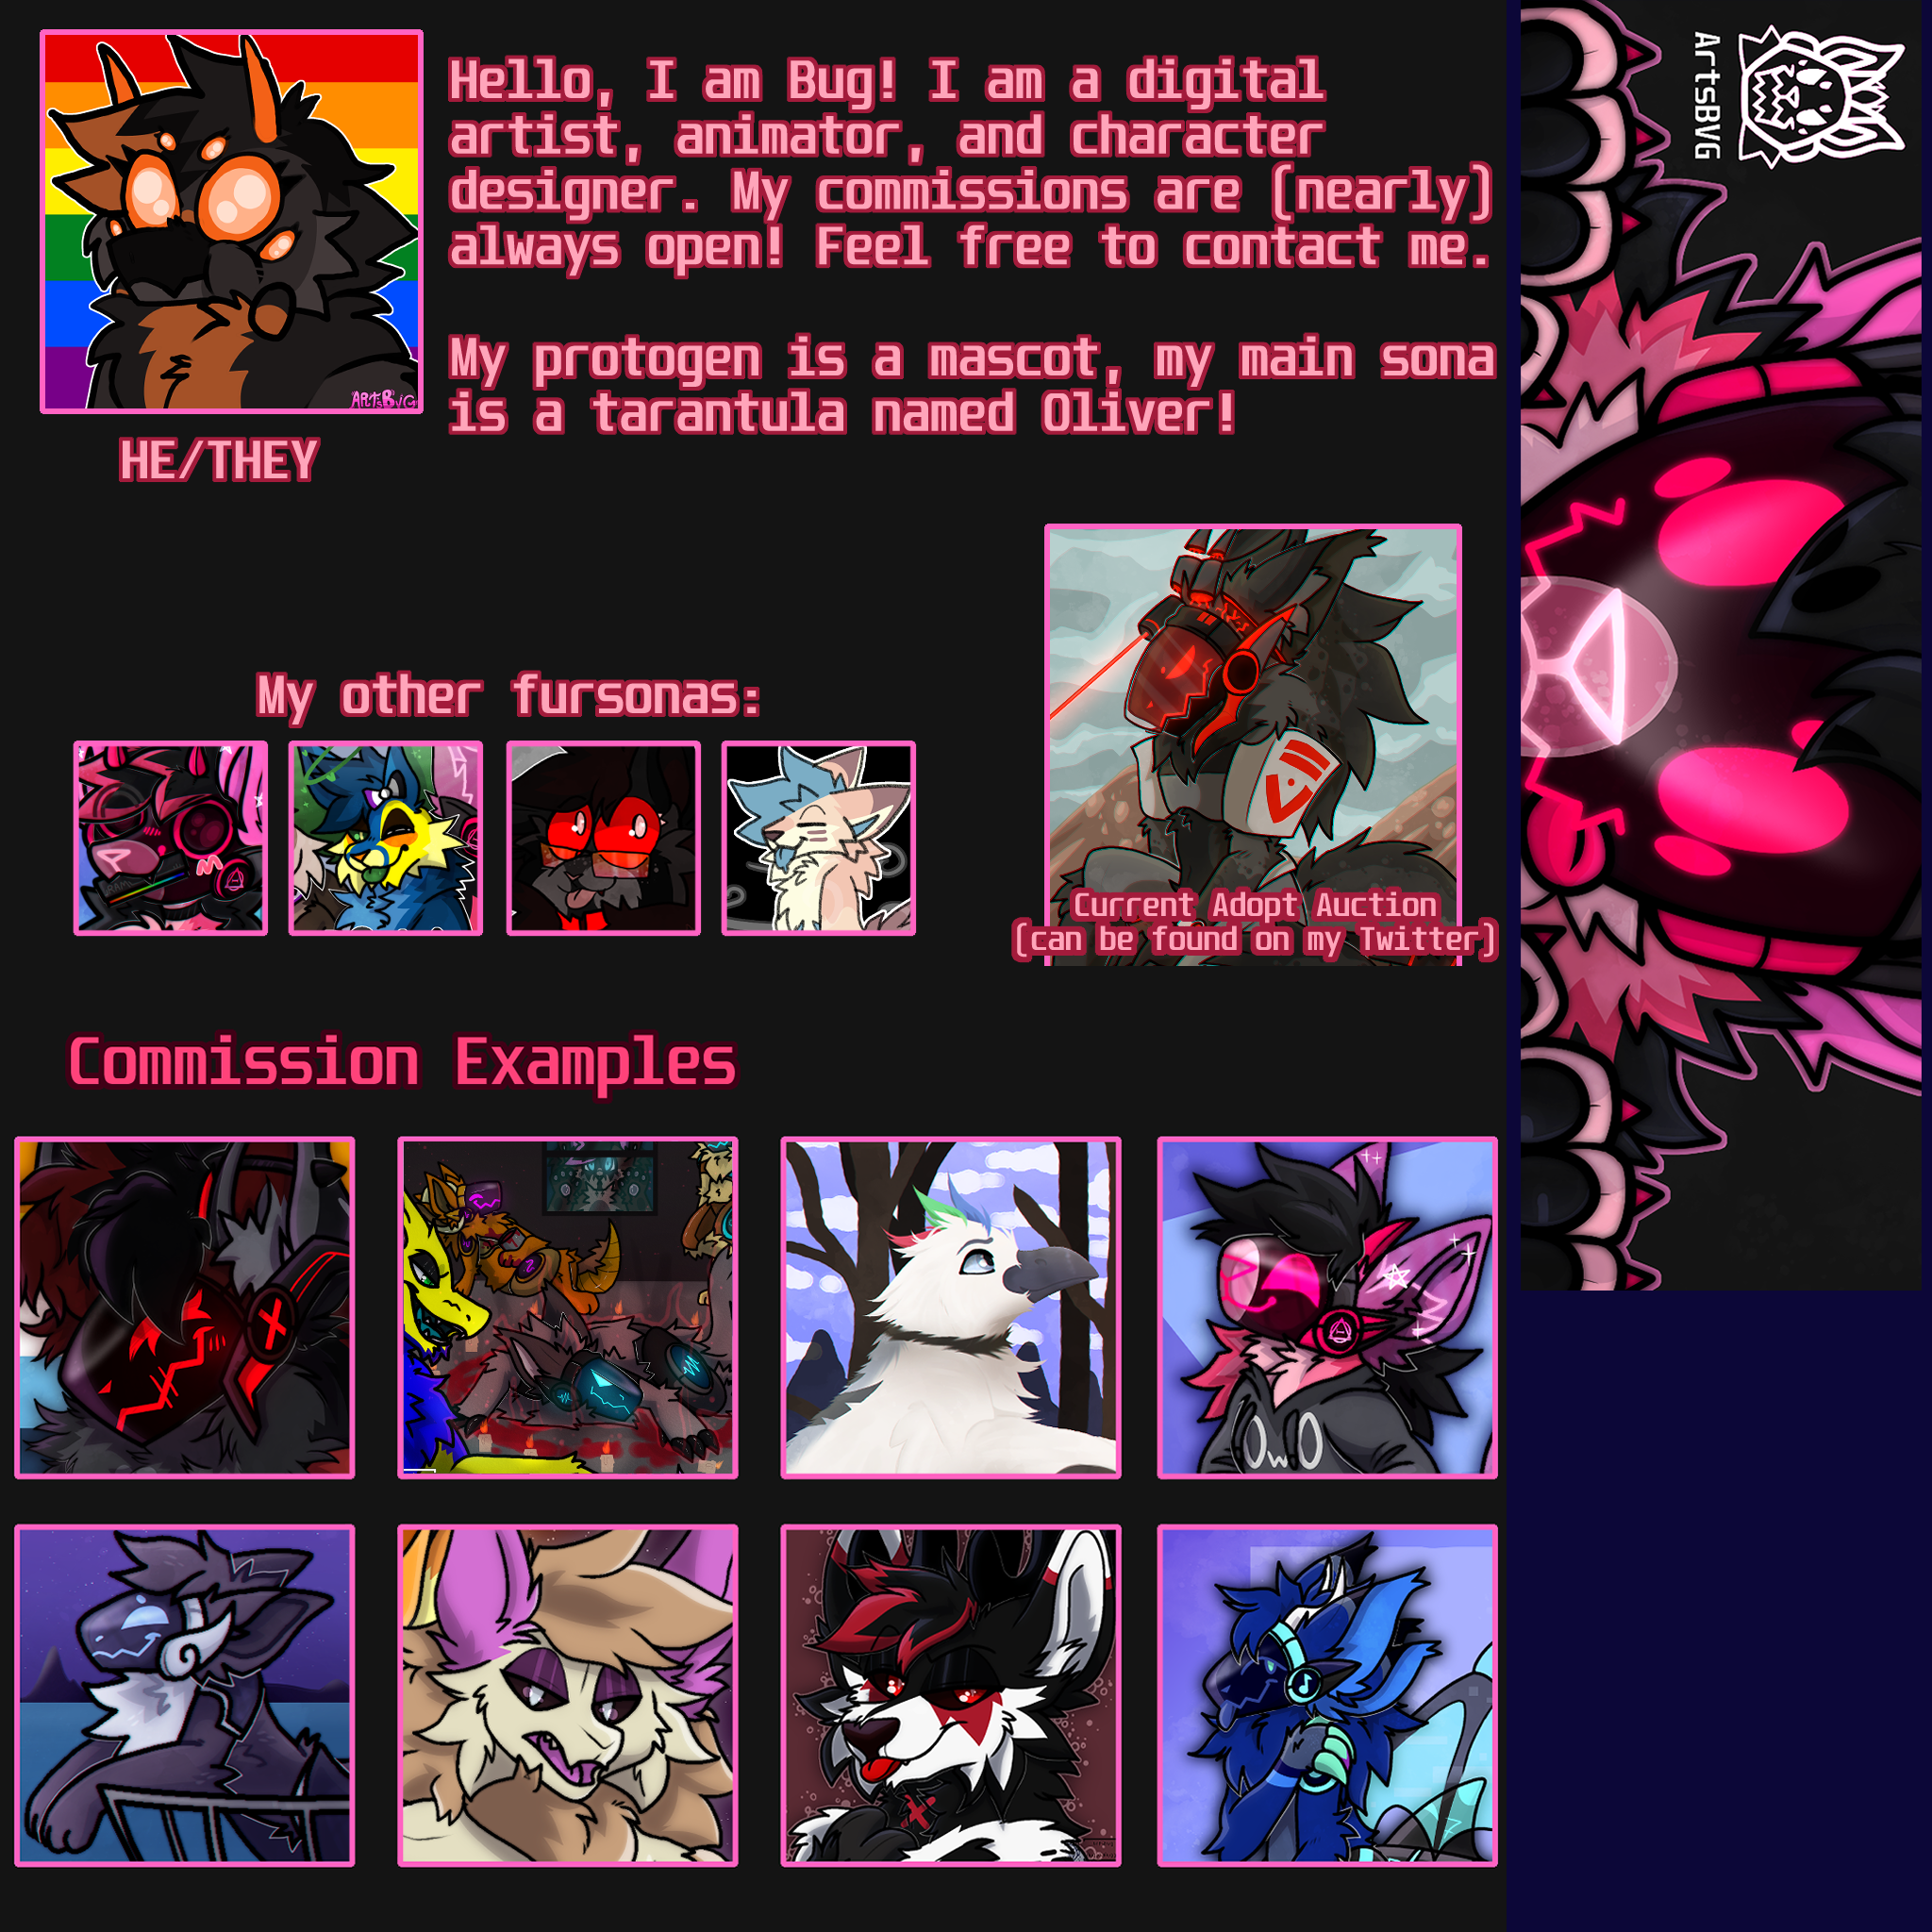 Hello, I am Bug! I am a digital
artist, animator, and character
designer. My commissions are (nearly)
always open! Feel free to contact me.
My protogen is a mascot, my main sona
is a tarantula named Oliver!
ArtsBVG
HE/THEY
ArtsBVG
My other fursonas:
Current Adopt Auction
(can be found on my Twitter)
Commission Examples
OwO